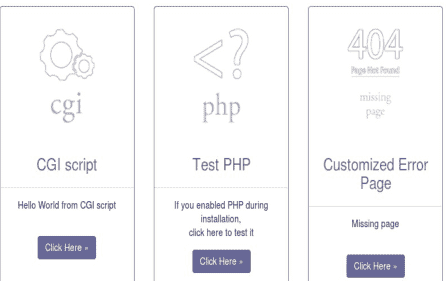 cgi
CGI script
Hello World from CGI script
Click Here »
<?
php
Test PHP
If you enabled PHP during
installation,
click here to test it
Click Here »
404
Page Not Found
missing
page
Customized Error
Page
Missing page
Click Here »